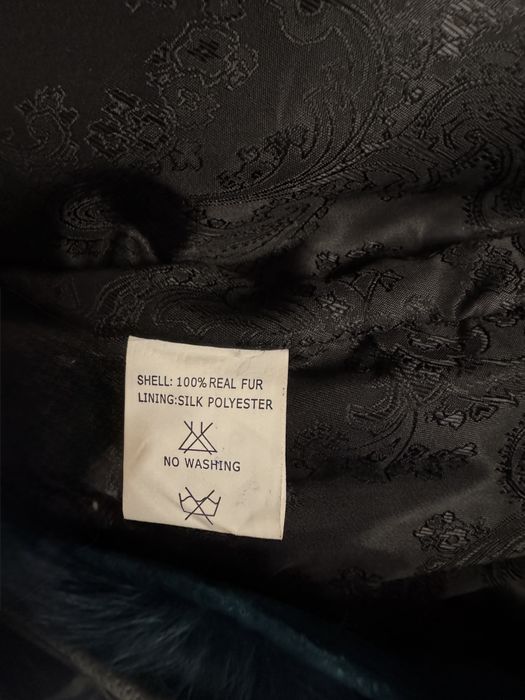 SHELL: 100% REAL FUR
LINING:SILK POLYESTER
NO WASHING